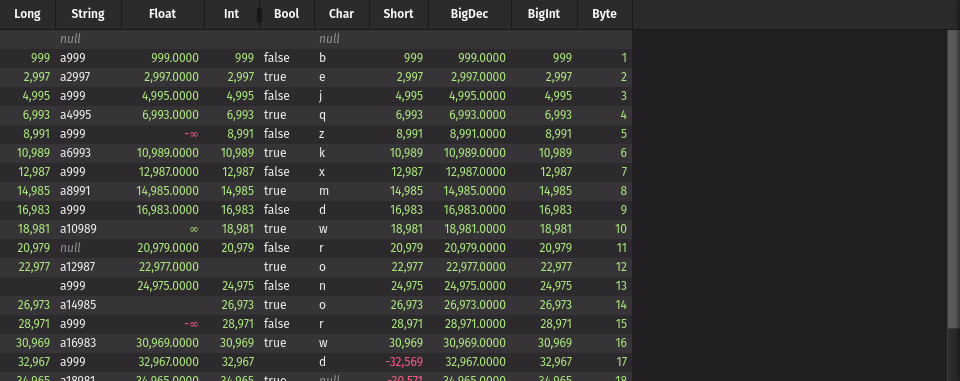 Long String Float Int Bool Char Short BigDec BigInt Byte
null null
999 a999 999.0000 999 false b 999 999.0000 999 1
2,997 a2997 2,997.0000 2,997 true e 2,997 2,997.0000 2,997 2
4,995 a999 4,995.0000 4,995 false j 4,995 4,995.0000 4,995 3
6,993 a4995 6,993.0000 6,993 true q 6,993 6,993.0000 6,993 4
8,991 a999 -∞ 8,991 false z 8,991 8,991.0000 8,991 5
10,989 a6993 10,989.0000 10,989 true k 10,989 10,989.0000 10,989 6
12,987 a999 12,987.0000 12,987 false x 12,987 12,987.0000 12,987 7
14,985 a8991 14,985.0000 14,985 true m 14,985 14,985.0000 14,985 8
16,983 a999 16,983.0000 16,983 false d 16,983 16,983.0000 16,983 9
18,981 a10989 ∞ 18,981 true w 18,981 18,981.0000 18,981 10
20,979 null 20,979.0000 20,979 false r 20,979 20,979.0000 20,979 11
22,977 a12987 22,977.0000 true o 22,977 22,977.0000 22,977 12
a999 24,975.0000 24,975 false n 24,975 24,975.0000 24,975 13
26,973 a14985 26,973 true o 26,973 26,973.0000 26,973 14
28,971 a999 -∞ 28,971 false r 28,971 28,971.0000 28,971 15
30,969 a16983 30,969.0000 30,969 true w 30,969 30,969.0000 30,969 16
32,967 a999 32,967.0000 32,967 d -32,569 32,967.0000 32,967 17
34,965 a18981 34,965.0000 34,965 true null -30,571 34,965.0000 34,965 18